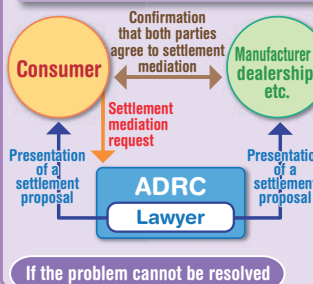 Confirmation
that both parties
agree to settlement
mediation
Consumer
Manufacturer
dealership
etc.
Settlement
mediation
request
Presentation
of a
settlement
proposal
ADRC
Lawyer
of a
settlement
proposal
If the problem cannot be resolved